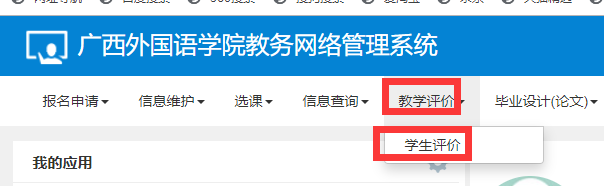 广西外国语学院教务网络管理系统
报名申请 信息维护 选课 信息查询 教学评价 毕业设计(论文)
学生评价
我的应用